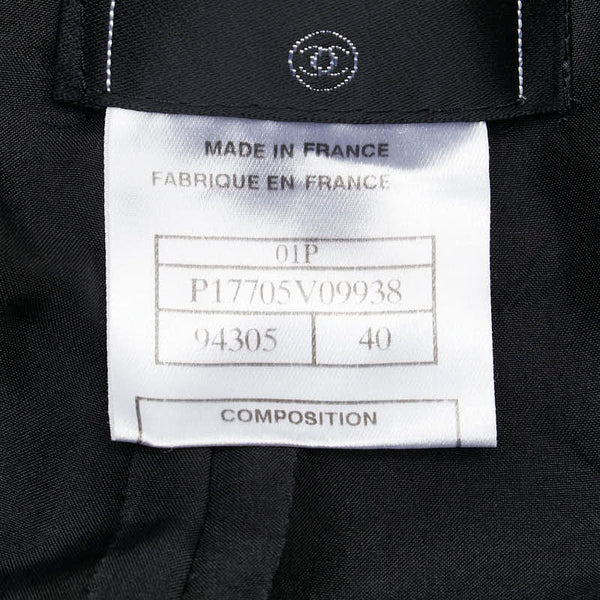 MADE IN FRANCE
FABRIQUE EN FRANCE
01P
P17705V09938
94305 40
COMPOSITION